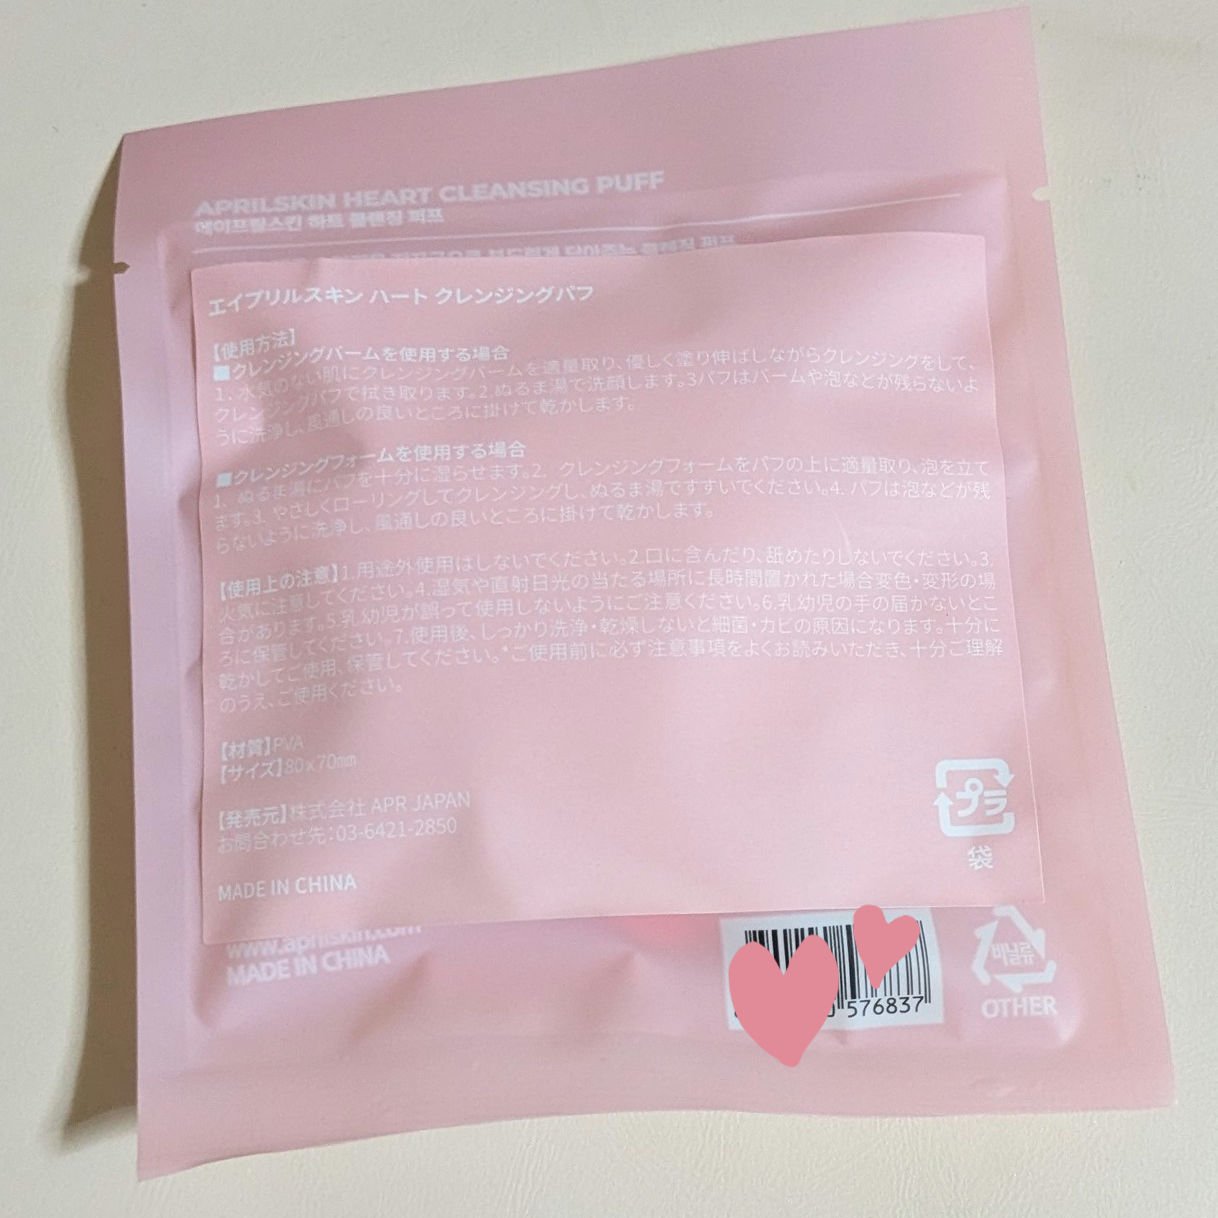 APRILSKIN HEART CLEANSING PUFF
에이프릴스킨 하트 클렌징 퍼프
부드럽게 닦아주는 클렌징 퍼프
エイプリルスキン ハート クレンジングパフ
【使用方法】
■クレンジングバームを使用する場合
1. 水気のない肌にクレンジングバームを適量取り、優しく塗り伸ばしながらクレンジングをして、
クレンジングパフで拭き取ります。2.ぬるま湯で洗顔します。3パフはバームや泡などが残らないよ
うに洗浄し、風通しの良いところに掛けて乾かします。
■クレンジングフォームを使用する場合
1. ぬるま湯にパフを十分に湿らせます。2. クレンジングフォームをパフの上に適量取り、泡を立て
ます。3. やさしくローリングしてクレンジングし、ぬるま湯ですすいでください。4. パフは泡などが残
らないように洗浄し、風通しの良いところに掛けて乾かします。
【使用上の注意】1.用途外使用はしないでください。2.口に含んだり、舐めたりしないでください。3.
火気に注意してください。4.湿気や直射日光の当たる場所に長時間置かれた場合変色・変形の場
合があります。5.乳幼児が誤って使用しないようにご注意ください。6.乳幼児の手の届かないとこ
ろに保管してください。7.使用後、しっかり洗浄・乾燥しないと細菌・カビの原因になります。十分に
乾かしてご使用、保管してください。*ご使用前に必ず注意事項をよくお読みいただき、十分ご理解
のうえ、ご使用ください。
【材質】PVA
【サイズ】80x70mm
【発売元】株式会社 APR JAPAN
お問合わせ先：03-6421-2850
MADE IN CHINA
プラ
袋
www.aprilskin.com
MADE IN CHINA
576837
비닐류
OTHER